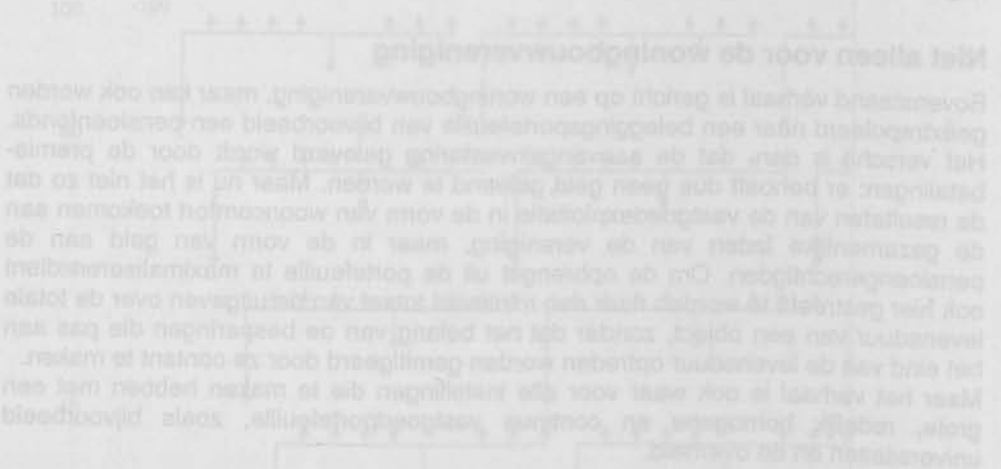 Niet alleen voor de woningbouwvereniging
Bovenstaand verhaal is gericht op een woningbouwvereniging, maar kan ook worden
geëxtrapoleerd naar een beleggingsportefeuille van bijvoorbeeld een pensioenfonds.
Het verschil is dan, dat de aanvangsinvestering geleverd wordt door de premie-
betalingen: er behoeft dus geen geld geleend te worden. Maar nu is het niet zo dat
de resultaten van de vastgoedexploitatie in de vorm van wooncomfort toekomen aan
de gezamenlijke leden van de vereniging, maar in de vorm van geld aan de
pensioengerechtigden. Om de opbrengst uit de portefeuille te maximaliseren dient
ook hier gestreefd te worden naar een minimaal totaal van de uitgaven over de totale
levensduur van een object, zonder dat het belang van de besparingen die pas aan
het eind van de levensduur optreden worden gemitigeerd door ze contant te maken.
Maar het verhaal is ook waar voor alle instellingen die te maken hebben met een
grote, redelijk homogene en continue vastgoedportefeuille, zoals bijvoorbeeld
universiteiten en de overheid.